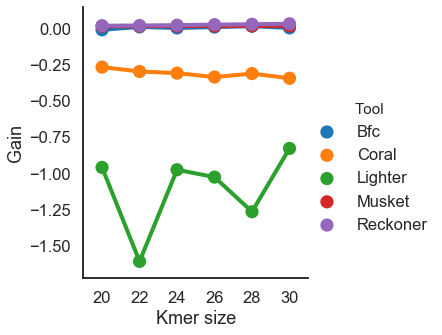 0.00
−0.25
−0.50
−0.75
−1.00
−1.25
−1.50
Gain
20 22 24 26 28 30
Kmer size
Tool
Bfc
Coral
Lighter
Musket
Reckoner